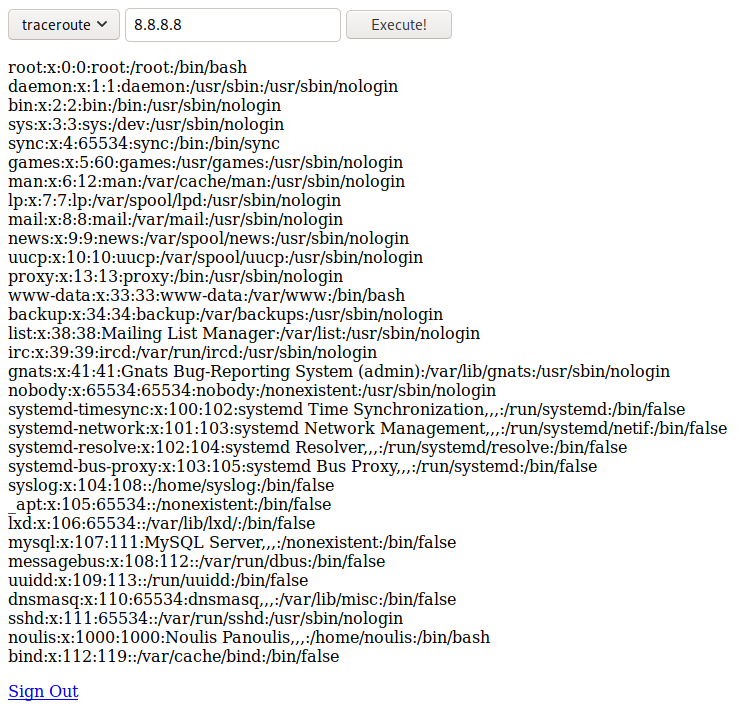 traceroute 8.8.8.8 Execute!
root:x:0:0:root:/root:/bin/bash
daemon:x:1:1:daemon:/usr/sbin:/usr/sbin/nologin
bin:x:2:2:bin:/bin:/usr/sbin/nologin
sys:x:3:3:sys:/dev:/usr/sbin/nologin
sync:x:4:65534:sync:/bin:/bin/sync
games:x:5:60:games:/usr/games:/usr/sbin/nologin
man:x:6:12:man:/var/cache/man:/usr/sbin/nologin
lp:x:7:7:lp:/var/spool/lpd:/usr/sbin/nologin
mail:x:8:8:mail:/var/mail:/usr/sbin/nologin
news:x:9:9:news:/var/spool/news:/usr/sbin/nologin
uucp:x:10:10:uucp:/var/spool/uucp:/usr/sbin/nologin
proxy:x:13:13:proxy:/bin:/usr/sbin/nologin
www-data:x:33:33:www-data:/var/www:/bin/bash
backup:x:34:34:backup:/var/backups:/usr/sbin/nologin
list:x:38:38:Mailing List Manager:/var/list:/usr/sbin/nologin
irc:x:39:39:ircd:/var/run/ircd:/usr/sbin/nologin
gnats:x:41:41:Gnats Bug-Reporting System (admin):/var/lib/gnats:/usr/sbin/nologin
nobody:x:65534:65534:nobody:/nonexistent:/usr/sbin/nologin
systemd-timesync:x:100:102:systemd Time Synchronization,,,:/run/systemd:/bin/false
systemd-network:x:101:103:systemd Network Management,,,:/run/systemd/netif:/bin/false
systemd-resolve:x:102:104:systemd Resolver,,,:/run/systemd/resolve:/bin/false
systemd-bus-proxy:x:103:105:systemd Bus Proxy,,,:/run/systemd:/bin/false
syslog:x:104:108::/home/syslog:/bin/false
_apt:x:105:65534::/nonexistent:/bin/false
lxd:x:106:65534::/var/lib/lxd/:/bin/false
mysql:x:107:111:MySQL Server,,,:/nonexistent:/bin/false
messagebus:x:108:112::/var/run/dbus:/bin/false
uuidd:x:109:113::/run/uuidd:/bin/false
dnsmasq:x:110:65534:dnsmasq,,,:/var/lib/misc:/bin/false
sshd:x:111:65534::/var/run/sshd:/usr/sbin/nologin
noulis:x:1000:1000:Noulis Panoulis,,,:/home/noulis:/bin/bash
bind:x:112:119::/var/cache/bind:/bin/false
Sign Out